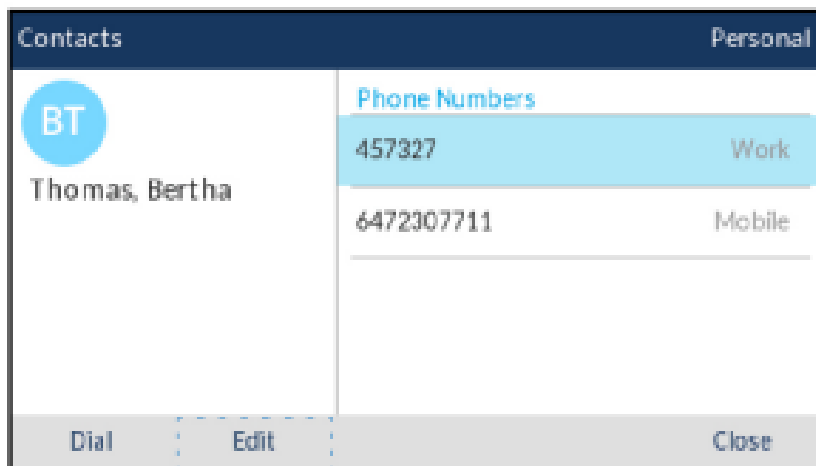 Contacts Personal
BT
Thomas, Bertha
Phone Numbers
457327 Work
6472307711 Mobile
Dial Edit Close